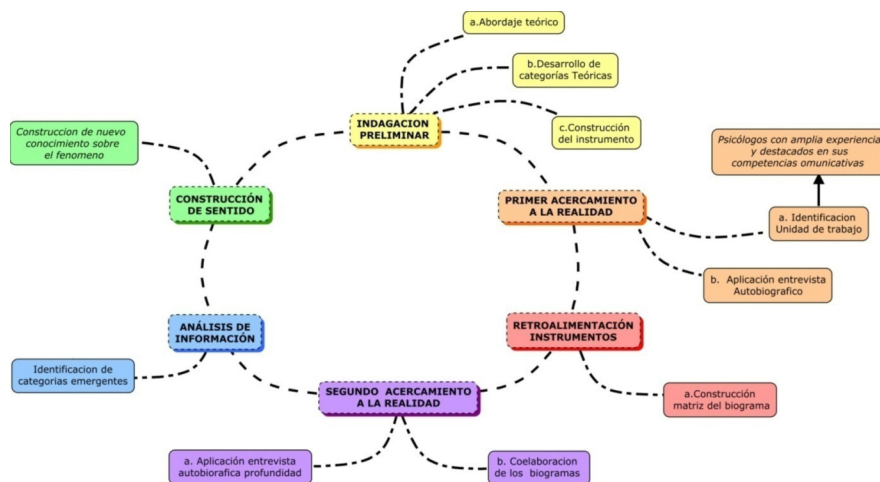 a.Abordaje teórico
b.Desarrollo de
categorías Teóricas
c.Construcción
del instrumento
INDAGACION
PRELIMINAR
Construccion de nuevo
conocimiento sobre
el fenomeno
CONSTRUCCIÓN
DE SENTIDO
Psicólogos con amplia experiencia
y destacados en sus
competencias omunicativas
PRIMER ACERCAMIENTO
A LA REALIDAD
a. Identificacion
Unidad de trabajo
b. Aplicación entrevista
Autobiografico
ANÁLISIS DE
INFORMACIÓN
RETROALIMENTACIÓN
INSTRUMENTOS
Identificacion de
categorias emergentes
SEGUNDO ACERCAMIENTO
A LA REALIDAD
a.Construcción
matriz del biograma
a. Aplicación entrevista
autobiorafica profundidad
b. Coelaboracion
de los biogramas